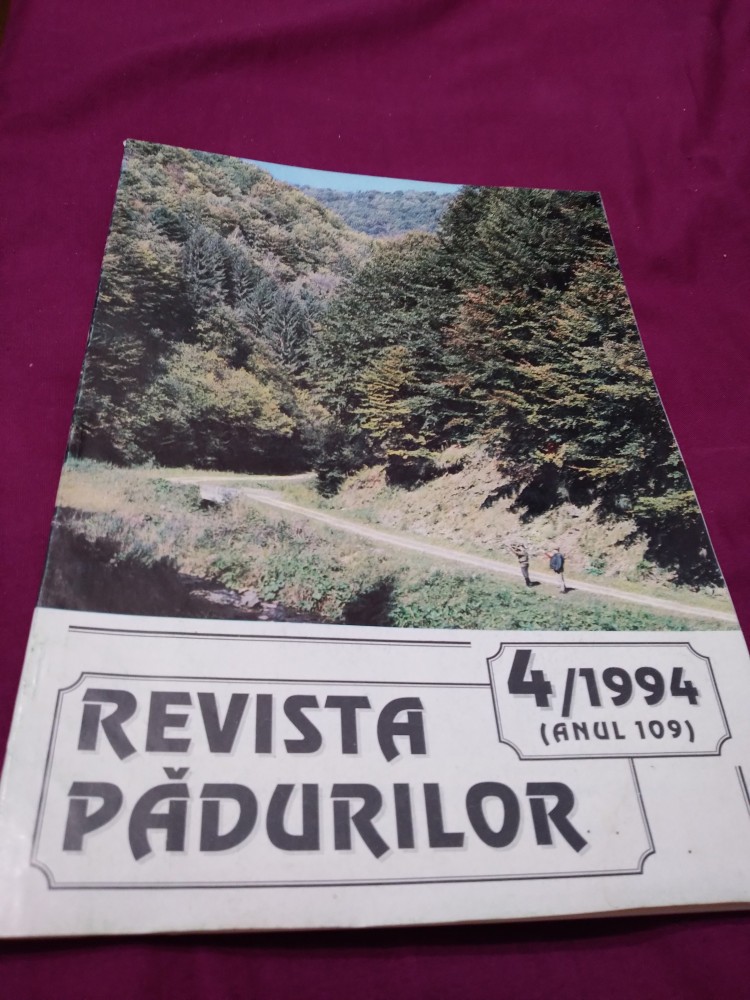 REVISTA
PĂDURILOR
4/1994
(ANUL 109)